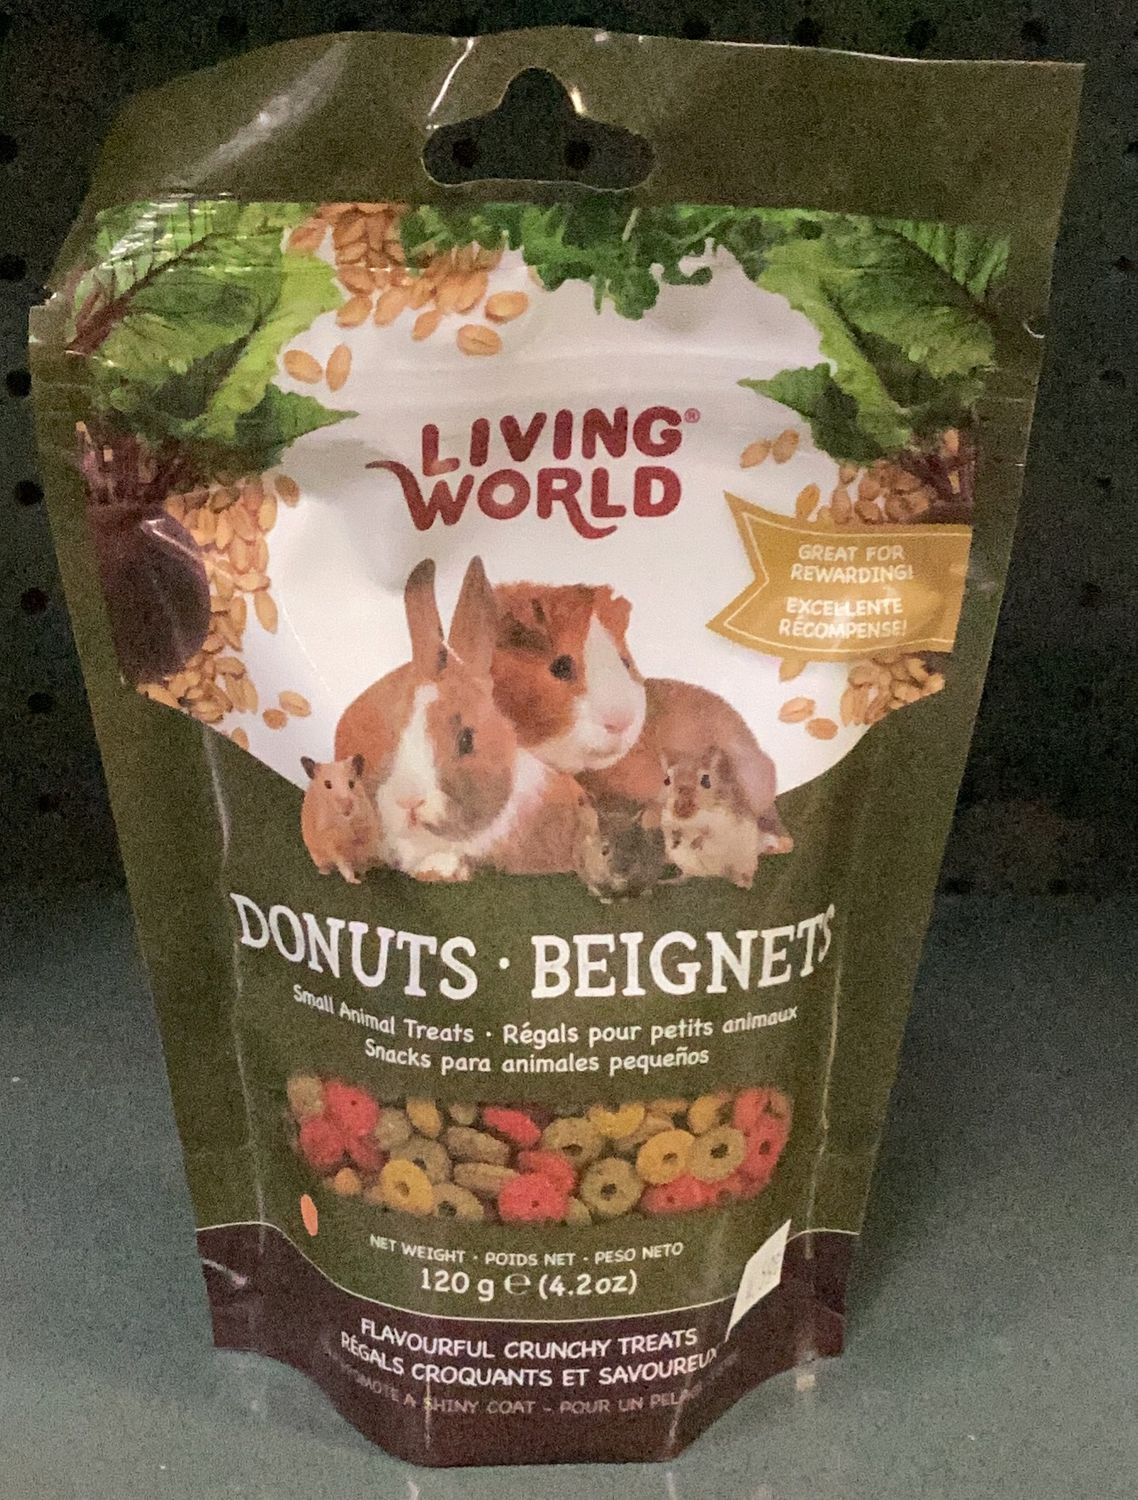 LIVING®
WORLD
GREAT FOR
REWARDING!
EXCELLENTE
RÉCOMPENSE!
DONUTS · BEIGNETS
Small Animal Treats · Régals pour petits animaux
Snacks para animales pequeños
NET WEIGHT · POIDS NET · PESO NETO
120 g ℮ (4.2oz)
FLAVOURFUL CRUNCHY TREATS
RÉGALS CROQUANTS ET SAVOUREUX
A SHINY COAT - POUR UN